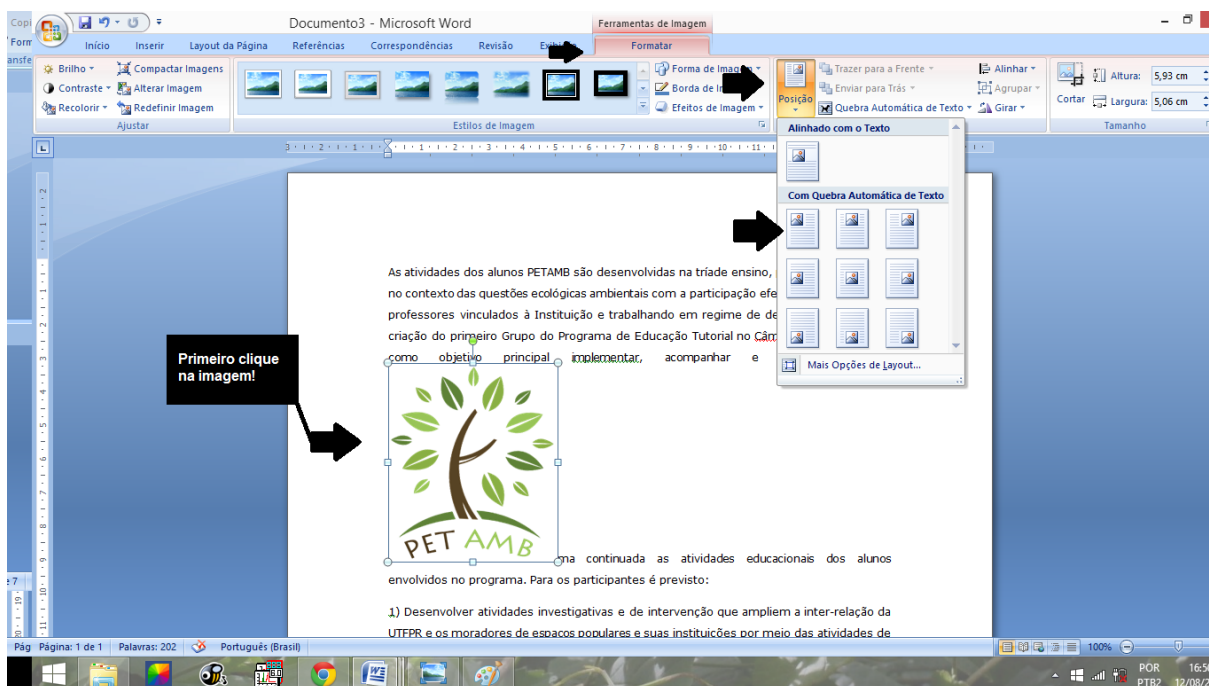 Documento3 - Microsoft Word
Ferramentas de Imagem
Início Inserir Layout da Página Referências Correspondências Revisão Formatar
Brilho Compactar Imagens
Contraste Alterar Imagem
Recolorir Redefinir Imagem
Ajustar
Forma de Imagem
Borda de
Efeitos de Imagem
Estilos de Imagem
Posição
Trazer para a Frente
Enviar para Trás
Quebra Automática de Texto
Alinhar
Agrupar
Girar
Cortar
Altura: 5,93 cm
Largura: 5,06 cm
Tamanho
Alinhado com o Texto
Com Quebra Automática de Texto
Mais Opções de Layout...
As atividades dos alunos PETAMB são desenvolvidas na tríade ensino,
no contexto das questões ecológicas ambientais com a participação
professores vinculados à Instituição e trabalhando em regime de
criação do primeiro Grupo do Programa de Educação Tutorial no
como objetivo principal implementar, acompanhar e
Primeiro clique
na imagem!
PET AMB
continuada as atividades educacionais dos alunos
envolvidos no programa. Para os participantes é previsto:
1) Desenvolver atividades investigativas e de intervenção que ampliem a inter-relação da
UTFPR e os moradores de espaços populares e suas instituições por meio das atividades de
Pág Página: 1 de 1 Palavras: 202 Português (Brasil) 100%
POR 16:50
PTB2 12/08/2